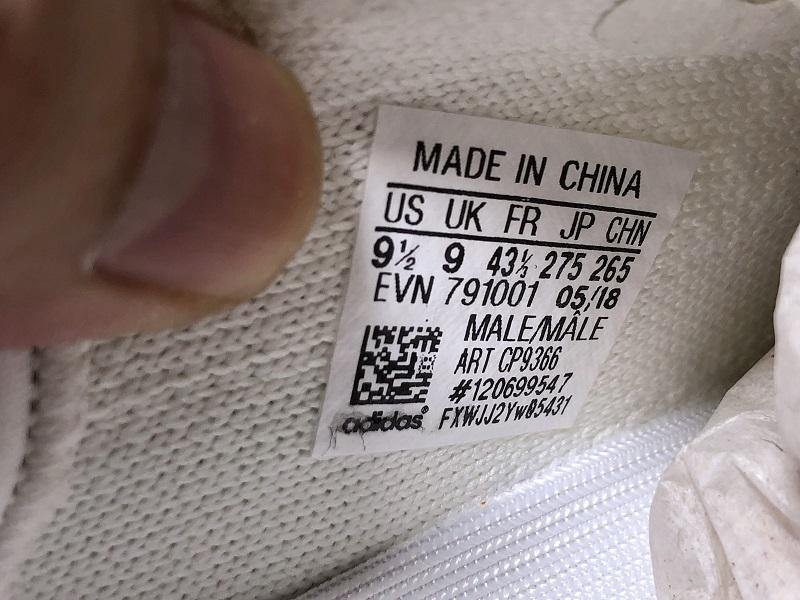 MADE IN CHINA
US UK FR JP CHN
9½ 9 43⅓ 275 265
EVN 791001 05/18
MALE/MÂLE
ART CP9366
#120699547
adidas® FXWJJ2Yw85431